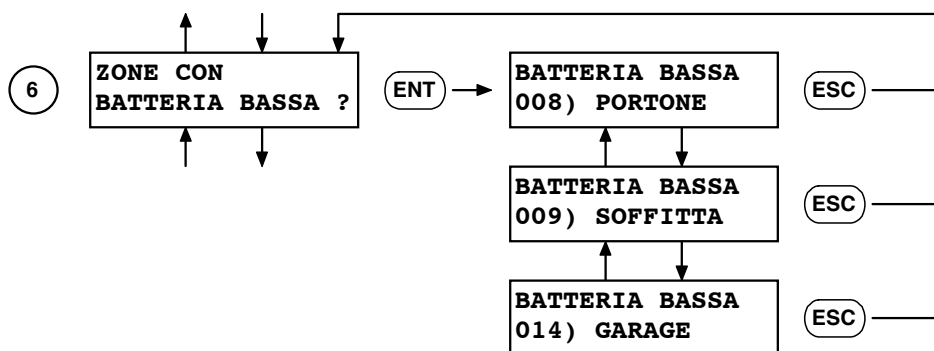 6
ZONE CON
BATTERIA BASSA ?
ENT
BATTERIA BASSA
008) PORTONE
ESC
BATTERIA BASSA
009) SOFFITTA
ESC
BATTERIA BASSA
014) GARAGE
ESC